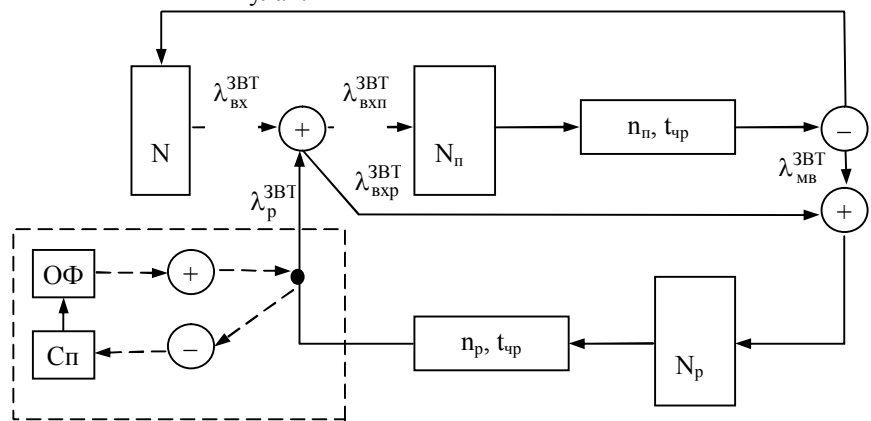 λ^ЗВТ_вх
λ^ЗВТ_вхп
N
+
N_п
n_п, t_чр
−
λ^ЗВТ_р
λ^ЗВТ_вхр
λ^ЗВТ_мв
+
ОФ
+
Сп
−
n_р, t_чр
N_р